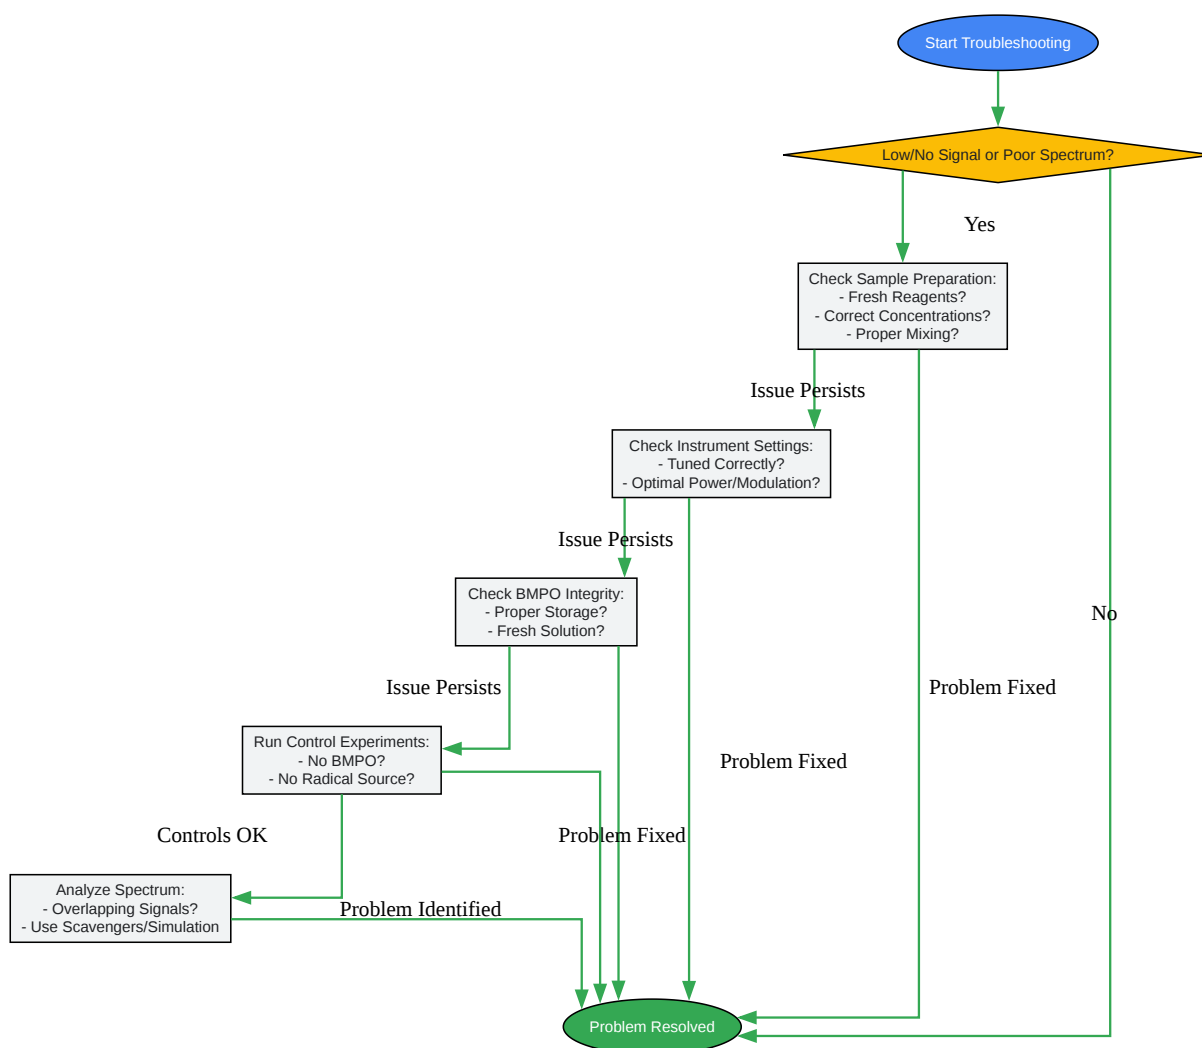 Start Troubleshooting
Low/No Signal or Poor Spectrum?
Yes
Check Sample Preparation:
- Fresh Reagents?
- Correct Concentrations?
- Proper Mixing?
Issue Persists
Check Instrument Settings:
- Tuned Correctly?
- Optimal Power/Modulation?
Issue Persists
Check BMPO Integrity:
- Proper Storage?
- Fresh Solution?
No
Issue Persists
Problem Fixed
Run Control Experiments:
- No BMPO?
- No Radical Source?
Problem Fixed
Controls OK
Problem Fixed
Analyze Spectrum:
- Overlapping Signals?
- Use Scavengers/Simulation
Problem Identified
Problem Resolved